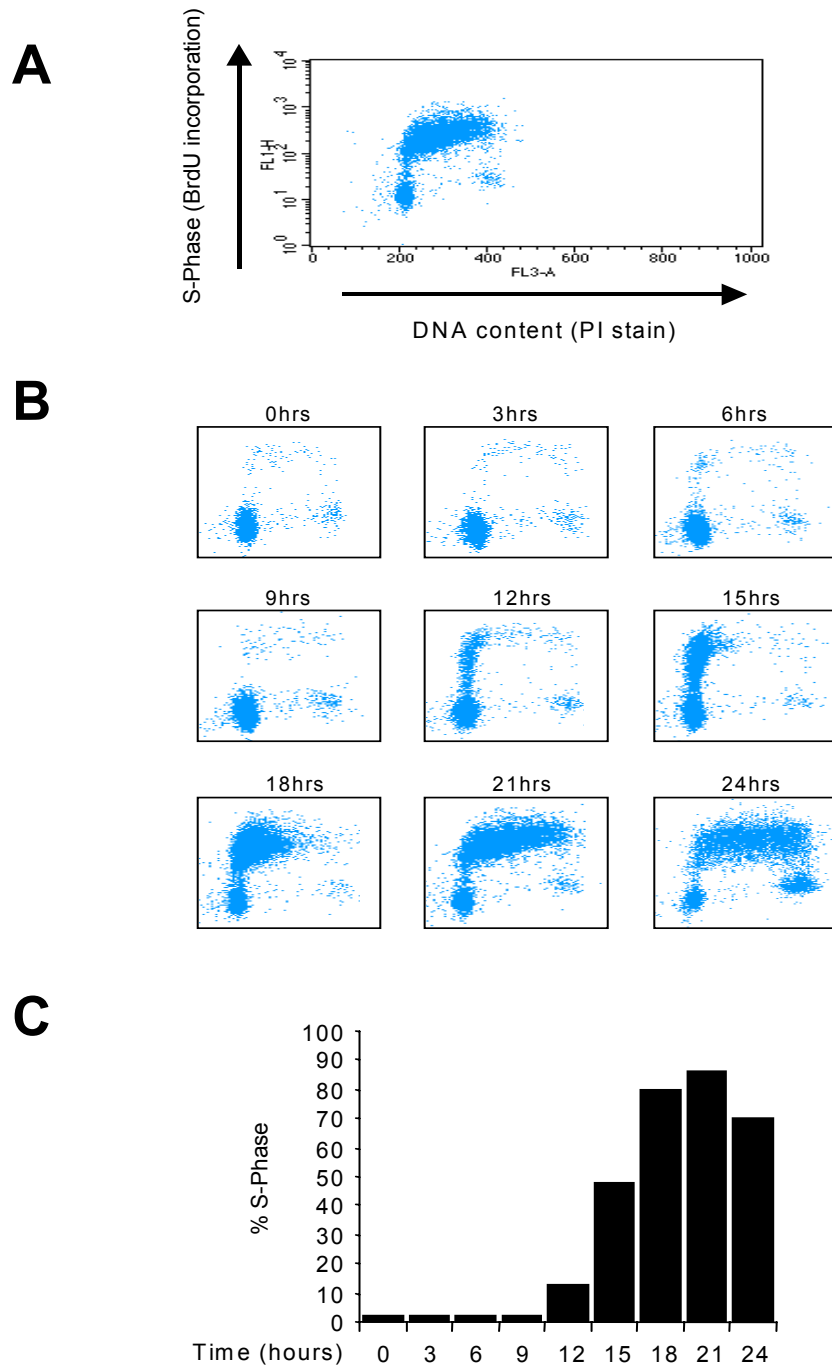 A
S-Phase (BrdU incorporation)
FL1-H
10^4
10^3
10^2
10^1
10^0
0 200 400 600 800 1000
FL3-A
DNA content (PI stain)
B
0hrs 3hrs 6hrs
9hrs 12hrs 15hrs
18hrs 21hrs 24hrs
C
% S-Phase
100
90
80
70
60
50
40
30
20
10
0
Time (hours) 0 3 6 9 12 15 18 21 24